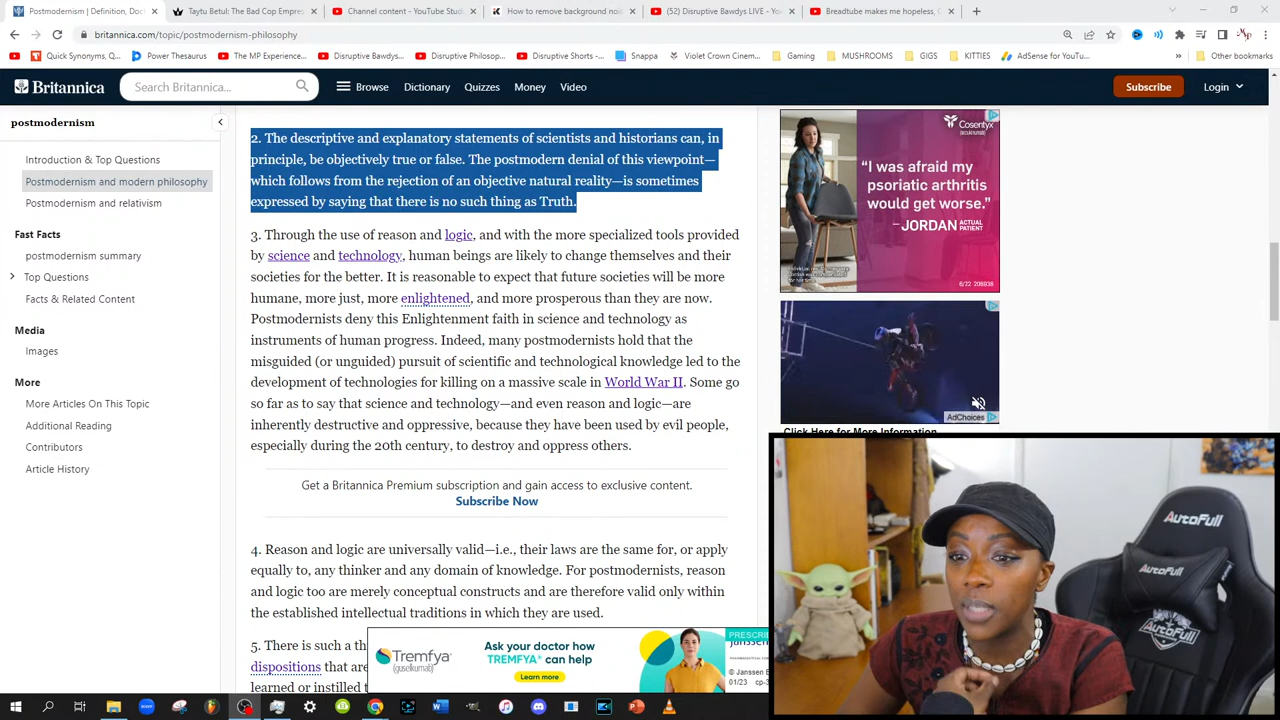 Postmodernism | Definition, Doc
Taytu Betul: The Bad Cop Empres
Channel content - YouTube Studi
How to remove background nois
(52) Disruptive Bawdys LIVE - Yo
Breadtube makes me hopeless, C
britannica.com/topic/postmodernism-philosophy
Quick Synonym, Q...
Power Thesaurus
The MP Experience...
Disruptive Bawdys...
Disruptive Philosop...
Disruptive Shorts -...
Snappa
Violet Crown Cinem...
Gaming
MUSHROOMS
GIGS
KITTIES
AdSense for YouTu...
Other bookmarks
Britannica
Search Britannica...
Browse
Dictionary
Quizzes
Money
Video
Subscribe
Login
postmodernism
Introduction & Top Questions
Postmodernism and modern philosophy
Postmodernism and relativism
Fast Facts
postmodernism summary
Top Questions
Facts & Related Content
Media
Images
More
More Articles On This Topic
Additional Reading
Contributors
Article History
2. The descriptive and explanatory statements of scientists and historians can, in
principle, be objectively true or false. The postmodern denial of this viewpoint—
which follows from the rejection of an objective natural reality—is sometimes
expressed by saying that there is no such thing as Truth.
3. Through the use of reason and logic, and with the more specialized tools provided
by science and technology, human beings are likely to change themselves and their
societies for the better. It is reasonable to expect that future societies will be more
humane, more just, more enlightened, and more prosperous than they are now.
Postmodernists deny this Enlightenment faith in science and technology as
instruments of human progress. Indeed, many postmodernists hold that the
misguided (or unguided) pursuit of scientific and technological knowledge led to the
development of technologies for killing on a massive scale in World War II. Some go
so far as to say that science and technology—and even reason and logic—are
inherently destructive and oppressive, because they have been used by evil people,
especially during the 20th century, to destroy and oppress others.
Get a Britannica Premium subscription and gain access to exclusive content.
Subscribe Now
4. Reason and logic are universally valid—i.e., their laws are the same for, or apply
equally to, any thinker and any domain of knowledge. For postmodernists, reason
and logic too are merely conceptual constructs and are therefore valid only within
the established intellectual traditions in which they are used.
5. There is such a th
dispositions that are
learned or instilled t
Cosentyx
(secukinumab)
"I was afraid my
psoriatic arthritis
would get worse."
—JORDAN ACTUAL
PATIENT
6/22 206936
AdChoices
Click Here for More Information
Tremfya
(guselkumab)
Ask your doctor how
TREMFYA can help
Learn more
PRESCRI
Janssen
© Janssen B
01/23 cp-3
AutoFull
AutoFull
AutoFull